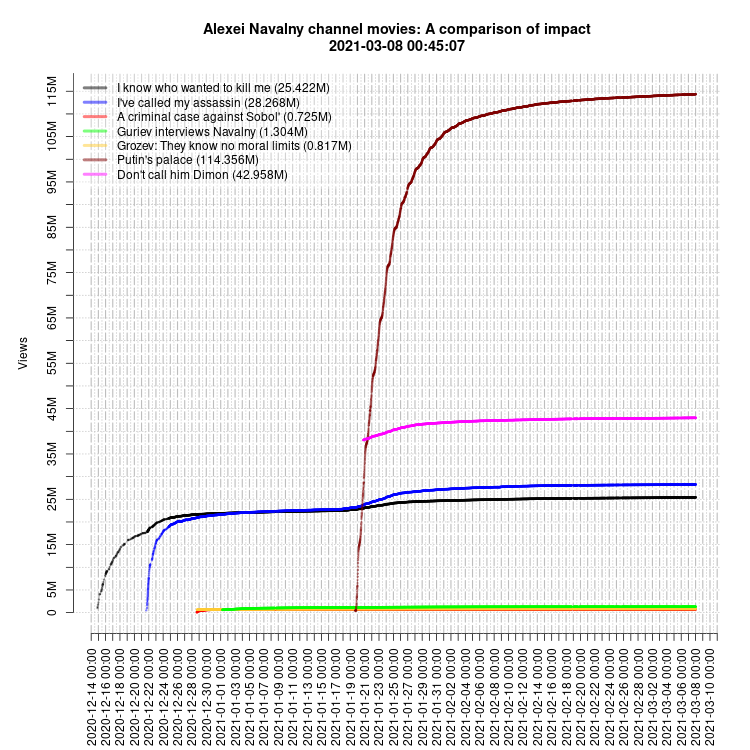 Alexei Navalny channel movies: A comparison of impact
2021-03-08 00:45:07
I know who wanted to kill me (25.422M)
I've called my assassin (28.268M)
A criminal case against Sobol' (0.725M)
Guriev interviews Navalny (1.304M)
Grozev: They know no moral limits (0.817M)
Putin's palace (114.356M)
Don't call him Dimon (42.958M)
Views
115M
105M
95M
85M
75M
65M
55M
45M
35M
25M
15M
5M
0
2020-12-14 00:00
2020-12-16 00:00
2020-12-18 00:00
2020-12-20 00:00
2020-12-22 00:00
2020-12-24 00:00
2020-12-26 00:00
2020-12-28 00:00
2020-12-30 00:00
2021-01-01 00:00
2021-01-03 00:00
2021-01-05 00:00
2021-01-07 00:00
2021-01-09 00:00
2021-01-11 00:00
2021-01-13 00:00
2021-01-15 00:00
2021-01-17 00:00
2021-01-19 00:00
2021-01-21 00:00
2021-01-23 00:00
2021-01-25 00:00
2021-01-27 00:00
2021-01-29 00:00
2021-01-31 00:00
2021-02-02 00:00
2021-02-04 00:00
2021-02-06 00:00
2021-02-08 00:00
2021-02-10 00:00
2021-02-12 00:00
2021-02-14 00:00
2021-02-16 00:00
2021-02-18 00:00
2021-02-20 00:00
2021-02-22 00:00
2021-02-24 00:00
2021-02-26 00:00
2021-02-28 00:00
2021-03-02 00:00
2021-03-04 00:00
2021-03-06 00:00
2021-03-08 00:00
2021-03-10 00:00